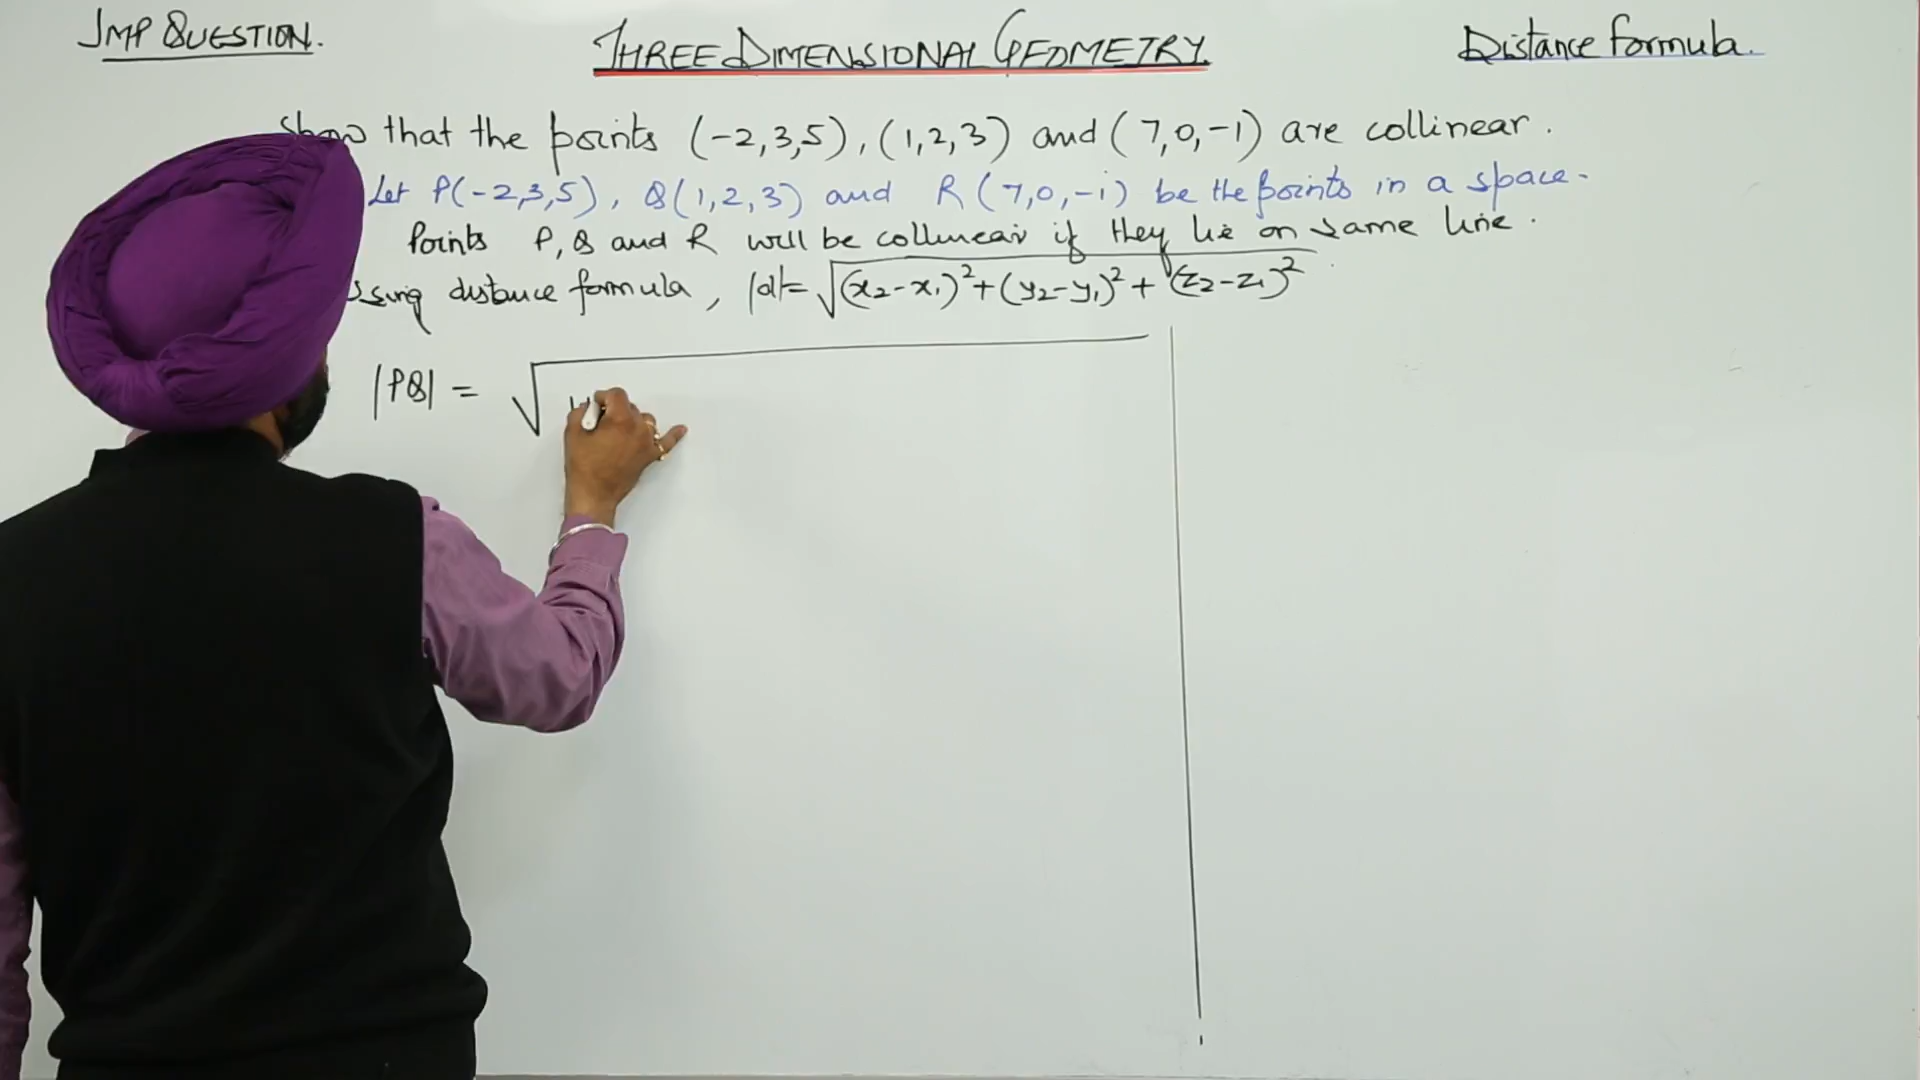 IMP QUESTION.
THREE DIMENSIONAL GEOMETRY.
Distance formula.
Show that the points (-2,3,5), (1,2,3) and (7,0,-1) are collinear.
Let P(-2,3,5), Q(1,2,3) and R(7,0,-1) be the points in a space.
Points P, Q and R will be collinear if they lie on same line.
Using distance formula, |d|= √(x₂-x₁)²+(y₂-y₁)²+(z₂-z₁)²
|PQ| = √